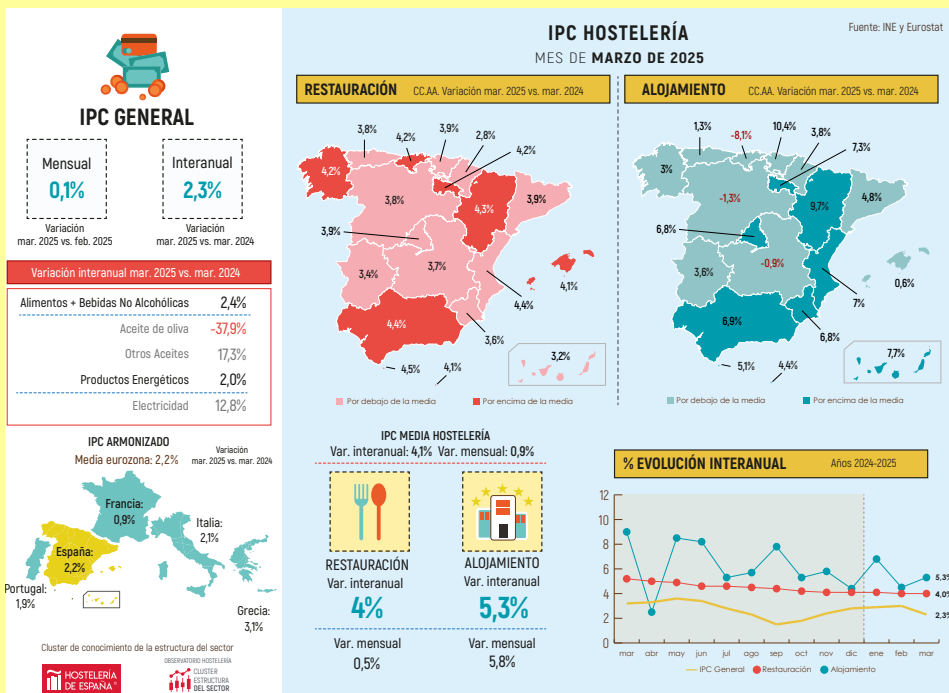 IPC GENERAL
Mensual
0,1%
Variación
mar. 2025 vs. feb. 2025
Interanual
2,3%
Variación
mar. 2025 vs. mar. 2024
Variación interanual mar. 2025 vs. mar. 2024
Alimentos + Bebidas No Alcohólicas 2,4%
Aceite de oliva -37,9%
Otros Aceites 17,3%
Productos Energéticos 2,0%
Electricidad 12,8%
IPC ARMONIZADO
Media eurozona: 2,2%
Variación
mar. 2025 vs. mar. 2024
Francia:
0,9%
Italia:
2,1%
España:
2,2%
Portugal:
1,9%
Grecia:
3,1%
Cluster de conocimiento de la estructura del sector
HOSTELERÍA
DE ESPAÑA
OBSERVATORIO HOSTELERÍA
CLUSTER
ESTRUCTURA
DEL SECTOR
IPC HOSTELERÍA
MES DE MARZO DE 2025
Fuente: INE y Eurostat
RESTAURACIÓN CC.AA. Variación mar. 2025 vs. mar. 2024
3,8%
4,2%
3,9%
2,8%
4,2%
4,2%
3,8%
4,3%
3,9%
3,9%
3,4%
3,7%
4,1%
4,4%
4,4%
3,6%
4,5%
4,1%
3,2%
Por debajo de la media
Por encima de la media
ALOJAMIENTO CC.AA. Variación mar. 2025 vs. mar. 2024
1,3%
-8,1%
10,4%
3,8%
7,3%
3%
-1,3%
9,7%
4,8%
6,8%
3,6%
-0,9%
0,6%
7%
6,9%
6,8%
5,1%
4,4%
7,7%
Por debajo de la media
Por encima de la media
IPC MEDIA HOSTELERÍA
Var. interanual: 4,1% Var. mensual: 0,9%
RESTAURACIÓN
Var. interanual
4%
Var. mensual
0,5%
ALOJAMIENTO
Var. interanual
5,3%
Var. mensual
5,8%
% EVOLUCIÓN INTERANUAL Años 2024-2025
12
10
8
6
4
2
0
5,3%
4,0%
2,3%
mar abr may jun jul ago sep oct nov dic ene feb mar
IPC General Restauración Alojamiento